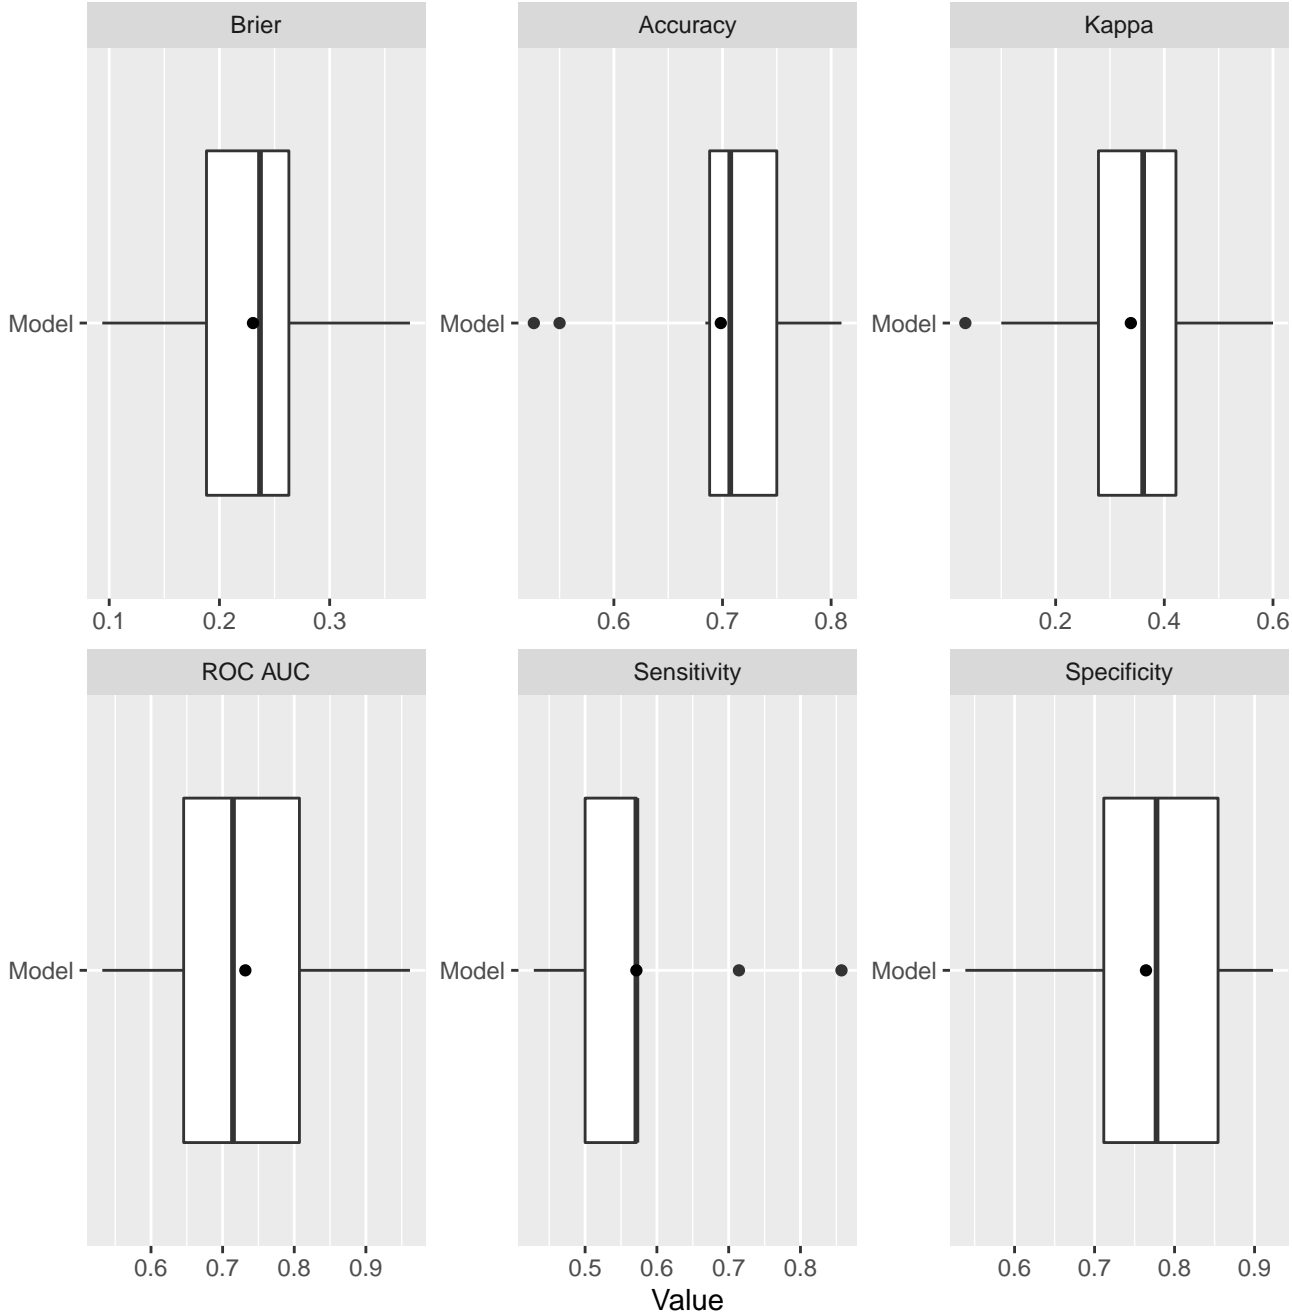 Brier Accuracy Kappa
Model Model Model
0.1 0.2 0.3 0.6 0.7 0.8 0.2 0.4 0.6
ROC AUC Sensitivity Specificity
Model Model Model
0.6 0.7 0.8 0.9 0.5 0.6 0.7 0.8 0.6 0.7 0.8 0.9
Value